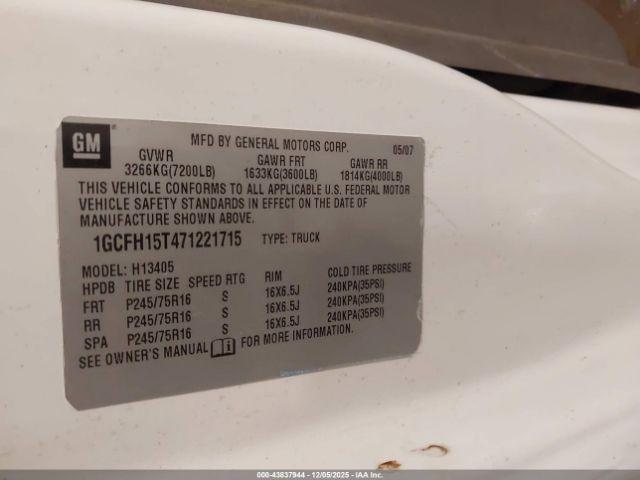 GM
MFD BY GENERAL MOTORS CORP. 05/07
GVWR GAWR FRT GAWR RR
3266KG(7200LB) 1633KG(3600LB) 1814KG(4000LB)
THIS VEHICLE CONFORMS TO ALL APPLICABLE U.S. FEDERAL MOTOR
VEHICLE SAFETY STANDARDS IN EFFECT ON THE DATE OF
MANUFACTURE SHOWN ABOVE.
1GCFH15T471221715 TYPE: TRUCK
MODEL: H13405
HPDB TIRE SIZE SPEED RTG RIM COLD TIRE PRESSURE
FRT P245/75R16 S 16X6.5J 240KPA(35PSI)
RR P245/75R16 S 16X6.5J 240KPA(35PSI)
SPA P245/75R16 S 16X6.5J 240KPA(35PSI)
SEE OWNER'S MANUAL FOR MORE INFORMATION.
000-43837944 - 12/05/2025 - IAAI.COM